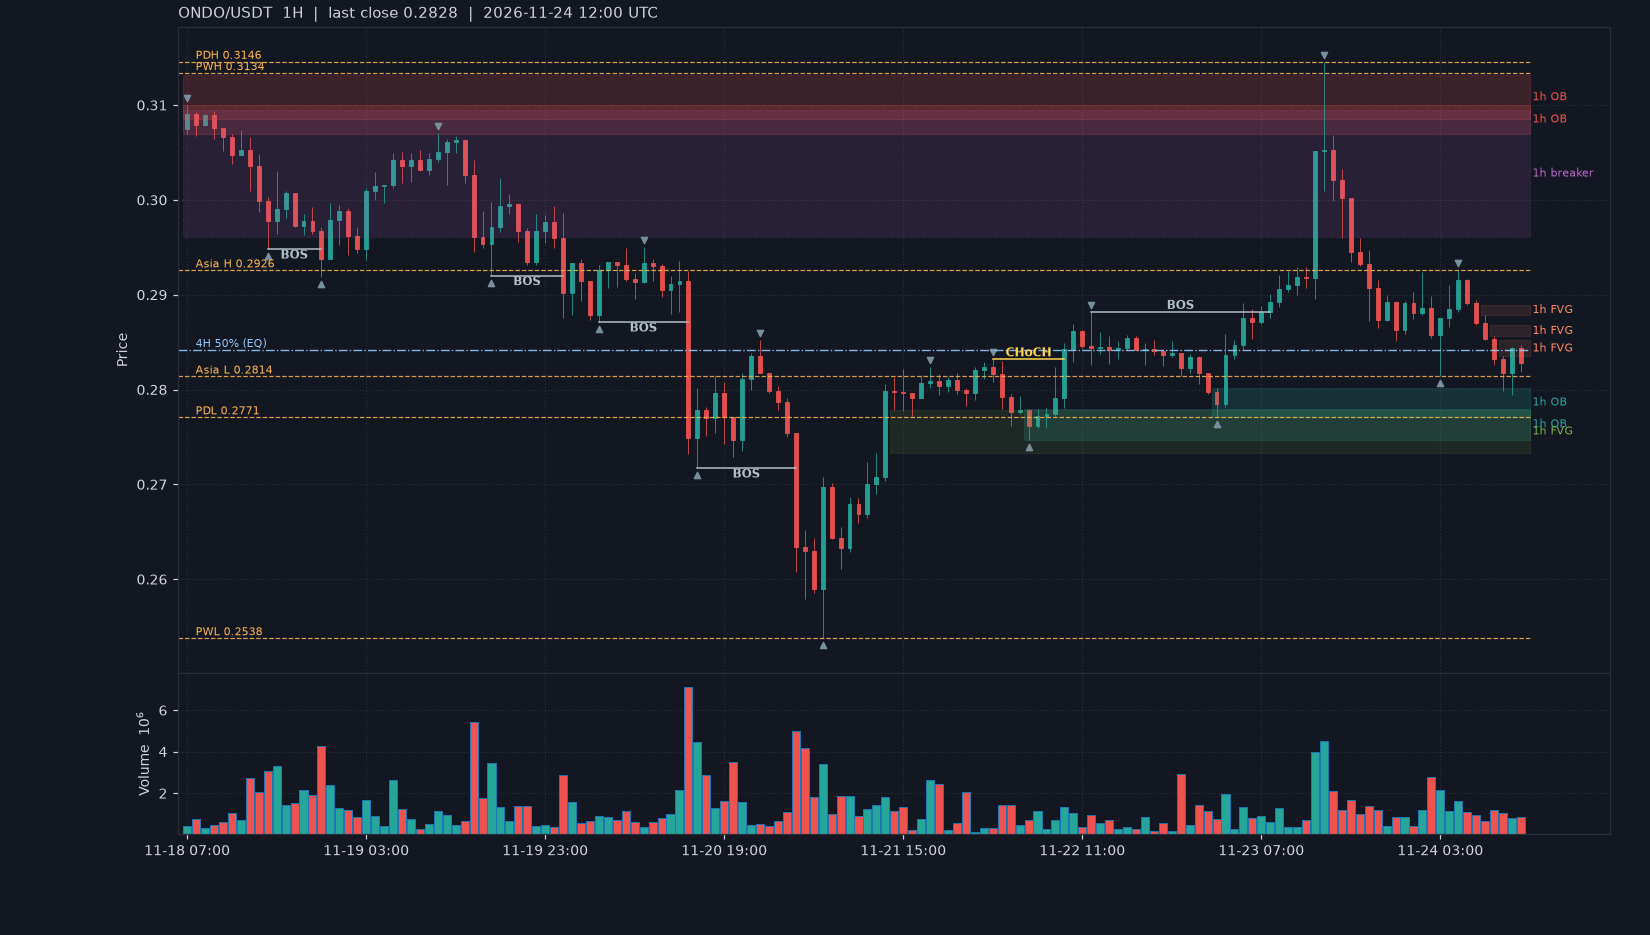 ONDO/USDT 1H | last close 0.2828 | 2026-11-24 12:00 UTC
PDH 0.3146
PWH 0.3134
0.31
1h OB
1h OB
1h breaker
0.30
BOS
Asia H 0.2926
BOS
0.29
BOS
BOS
1h FVG
1h FVG
Price
4H 50% (EQ)
CHoCH
1h FVG
Asia L 0.2814
0.28
1h OB
PDL 0.2771
1h OB
1h FVG
BOS
0.27
0.26
PWL 0.2538
Volume 10⁶
6
4
2
11-18 07:00
11-19 03:00
11-19 23:00
11-20 19:00
11-21 15:00
11-22 11:00
11-23 07:00
11-24 03:00